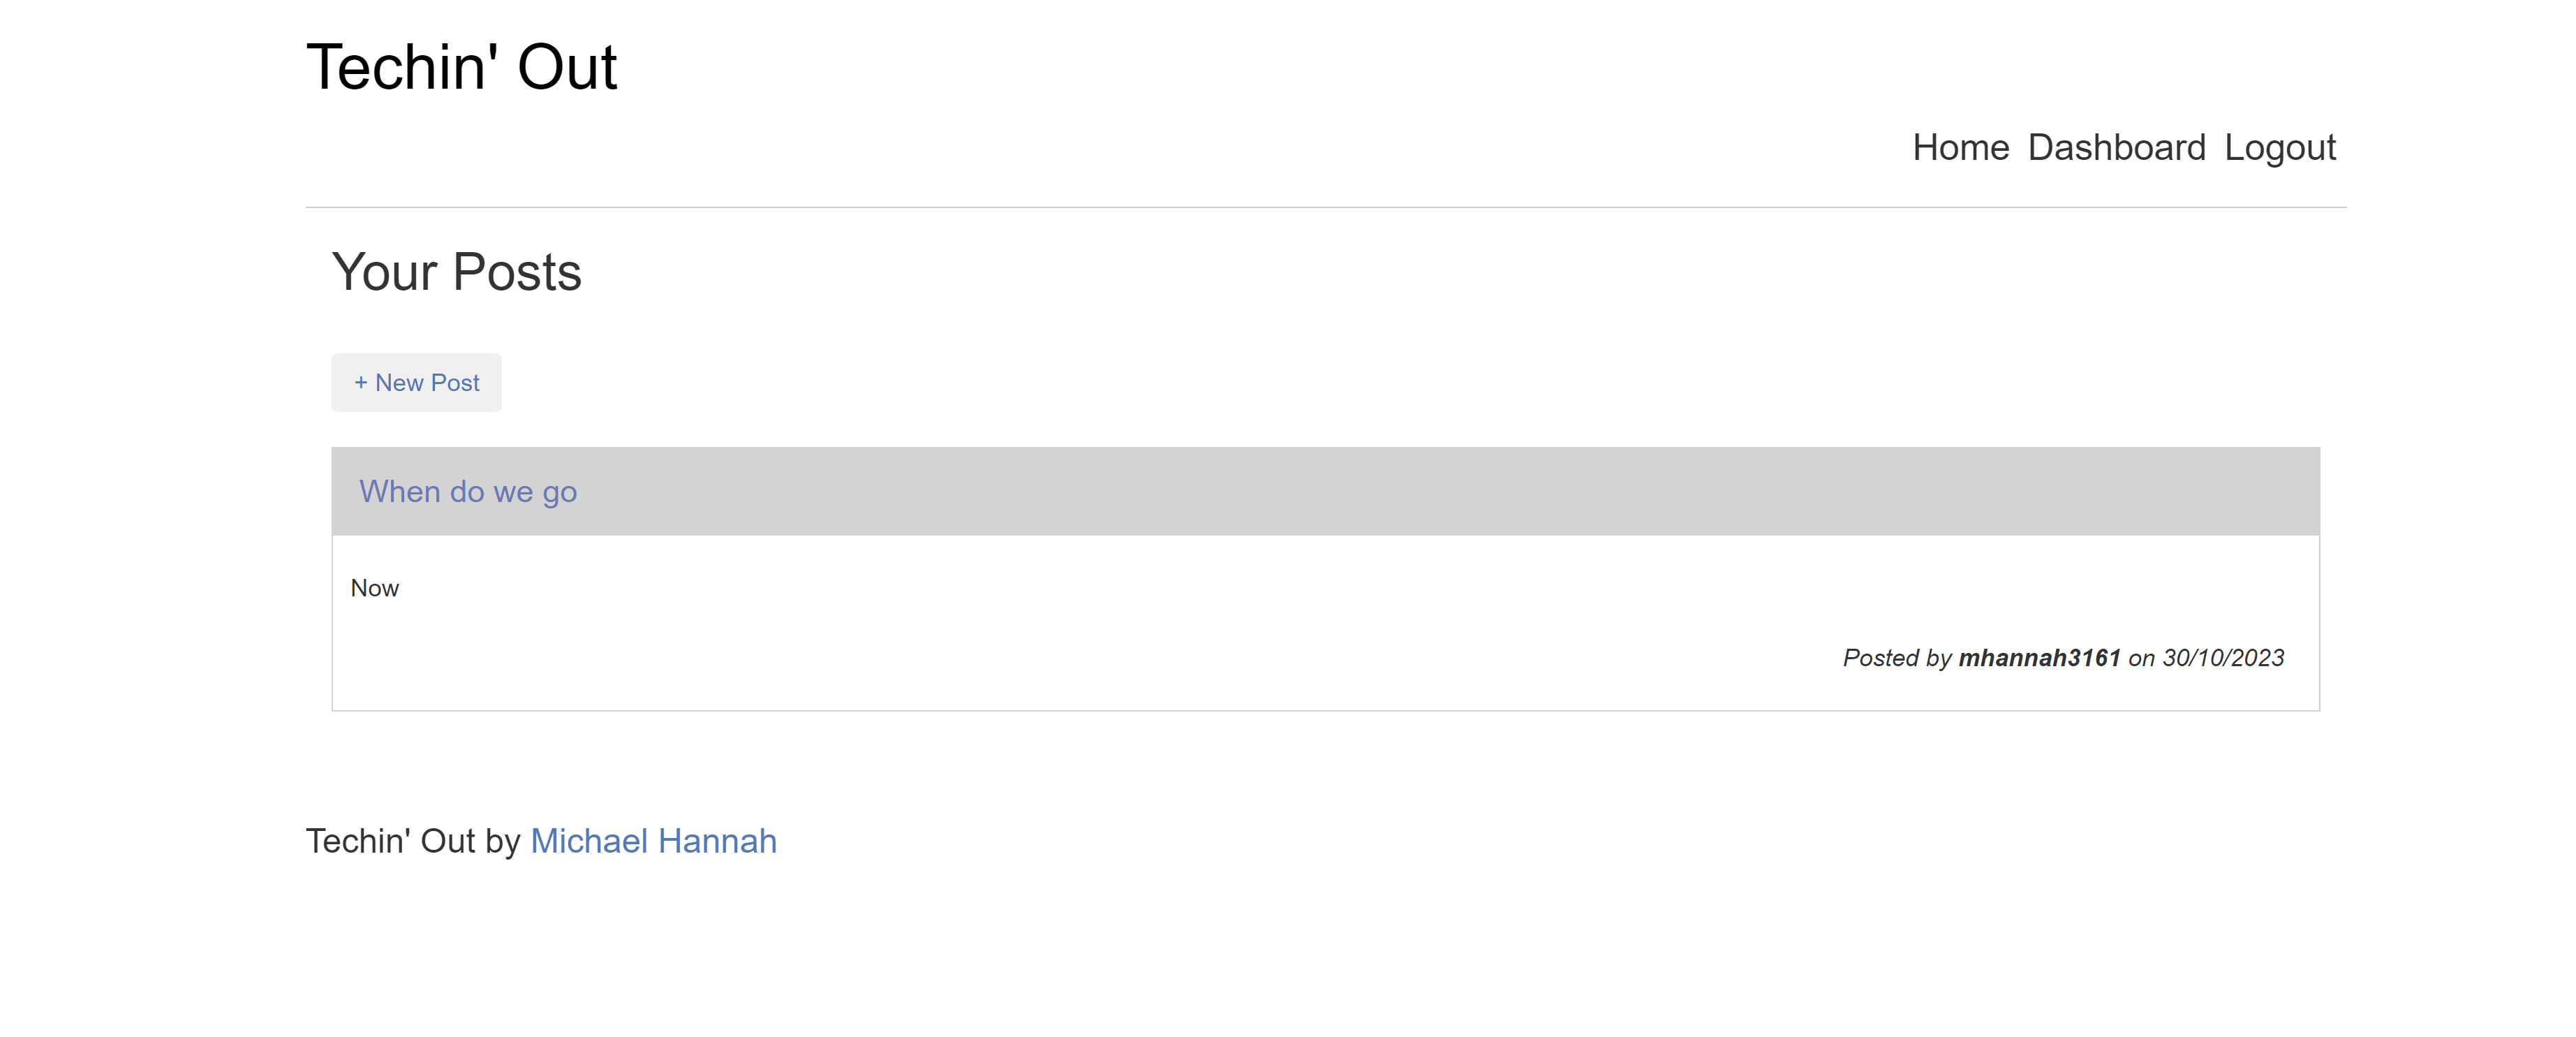 Techin' Out
Home Dashboard Logout
Your Posts
+ New Post
When do we go
Now
Posted by mhannah3161 on 30/10/2023
Techin' Out by Michael Hannah